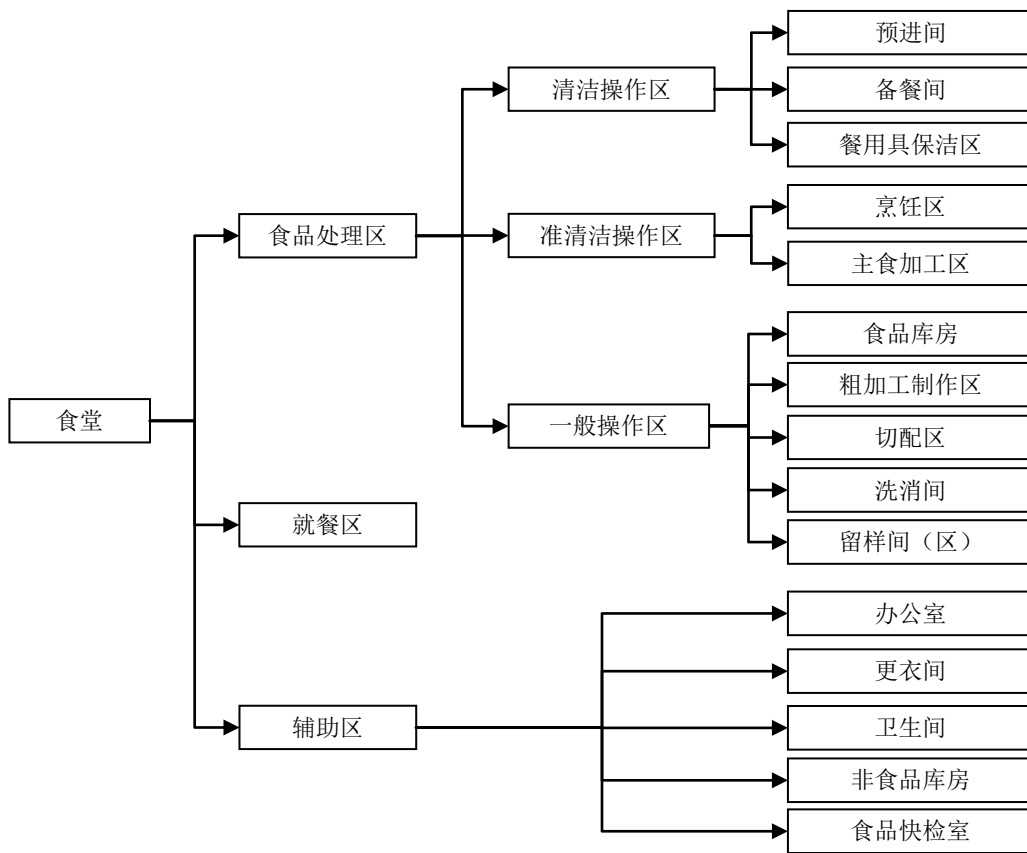 预进间
清洁操作区
备餐间
餐用具保洁区
烹饪区
食品处理区
准清洁操作区
主食加工区
食品库房
粗加工制作区
食堂
一般操作区
切配区
洗消间
就餐区
留样间（区）
办公室
更衣间
辅助区
卫生间
非食品库房
食品快检室